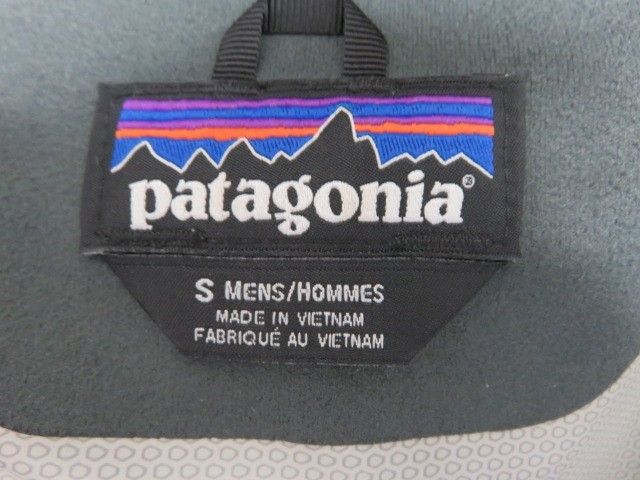 patagonia®
S MENS/HOMMES
MADE IN VIETNAM
FABRIQUÉ AU VIETNAM